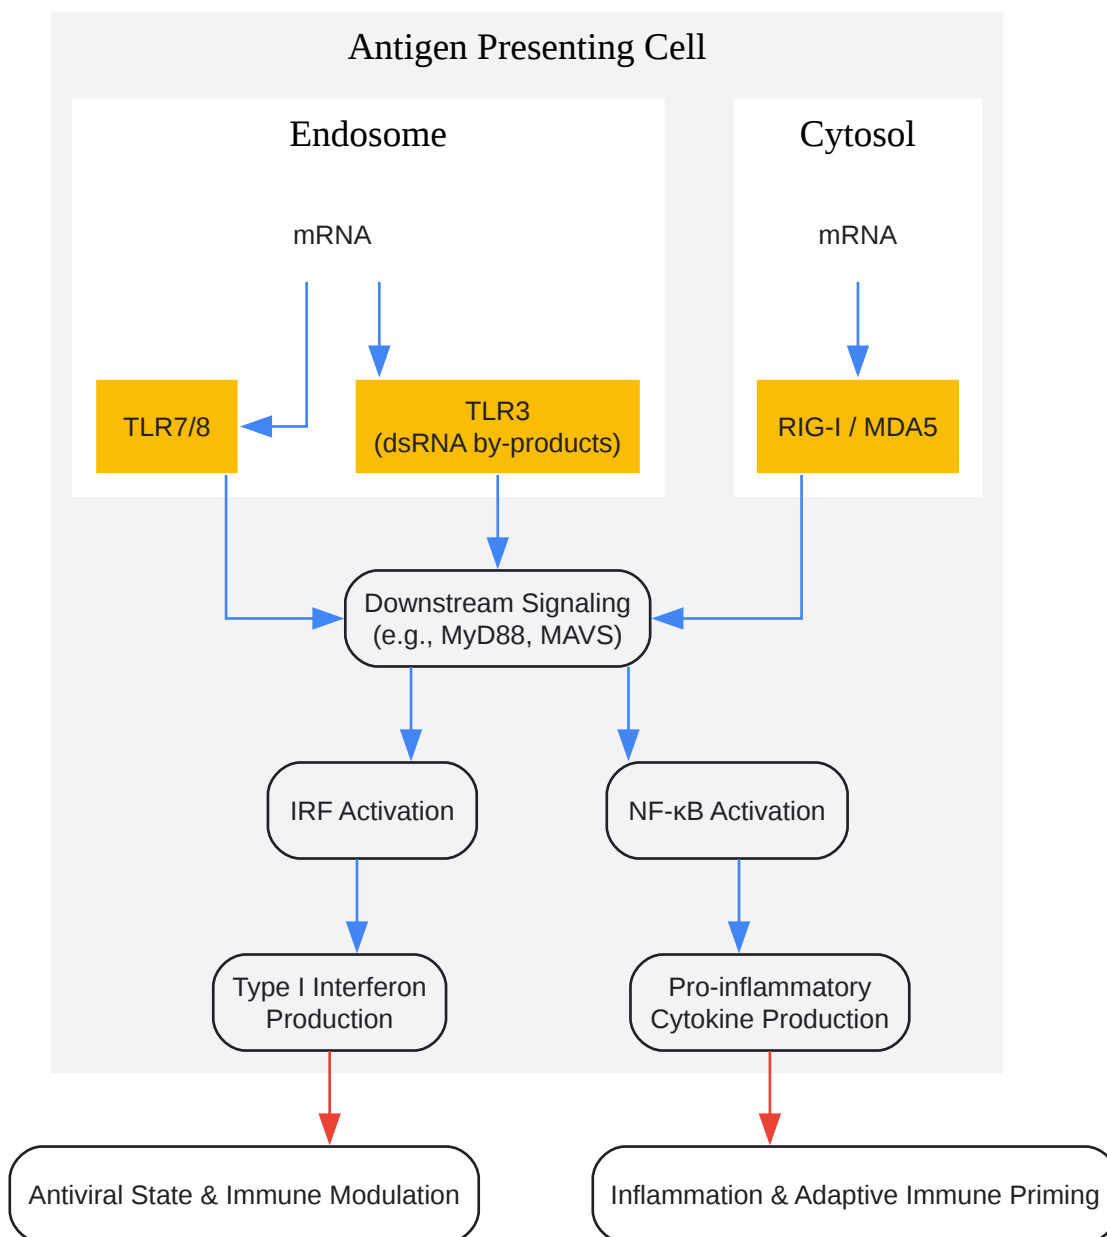 Antigen Presenting Cell
Endosome
Cytosol
mRNA
mRNA
TLR7/8
TLR3
(dsRNA by-products)
RIG-I / MDA5
Downstream Signaling
(e.g., MyD88, MAVS)
IRF Activation
NF-κB Activation
Type I Interferon
Production
Pro-inflammatory
Cytokine Production
Antiviral State & Immune Modulation
Inflammation & Adaptive Immune Priming